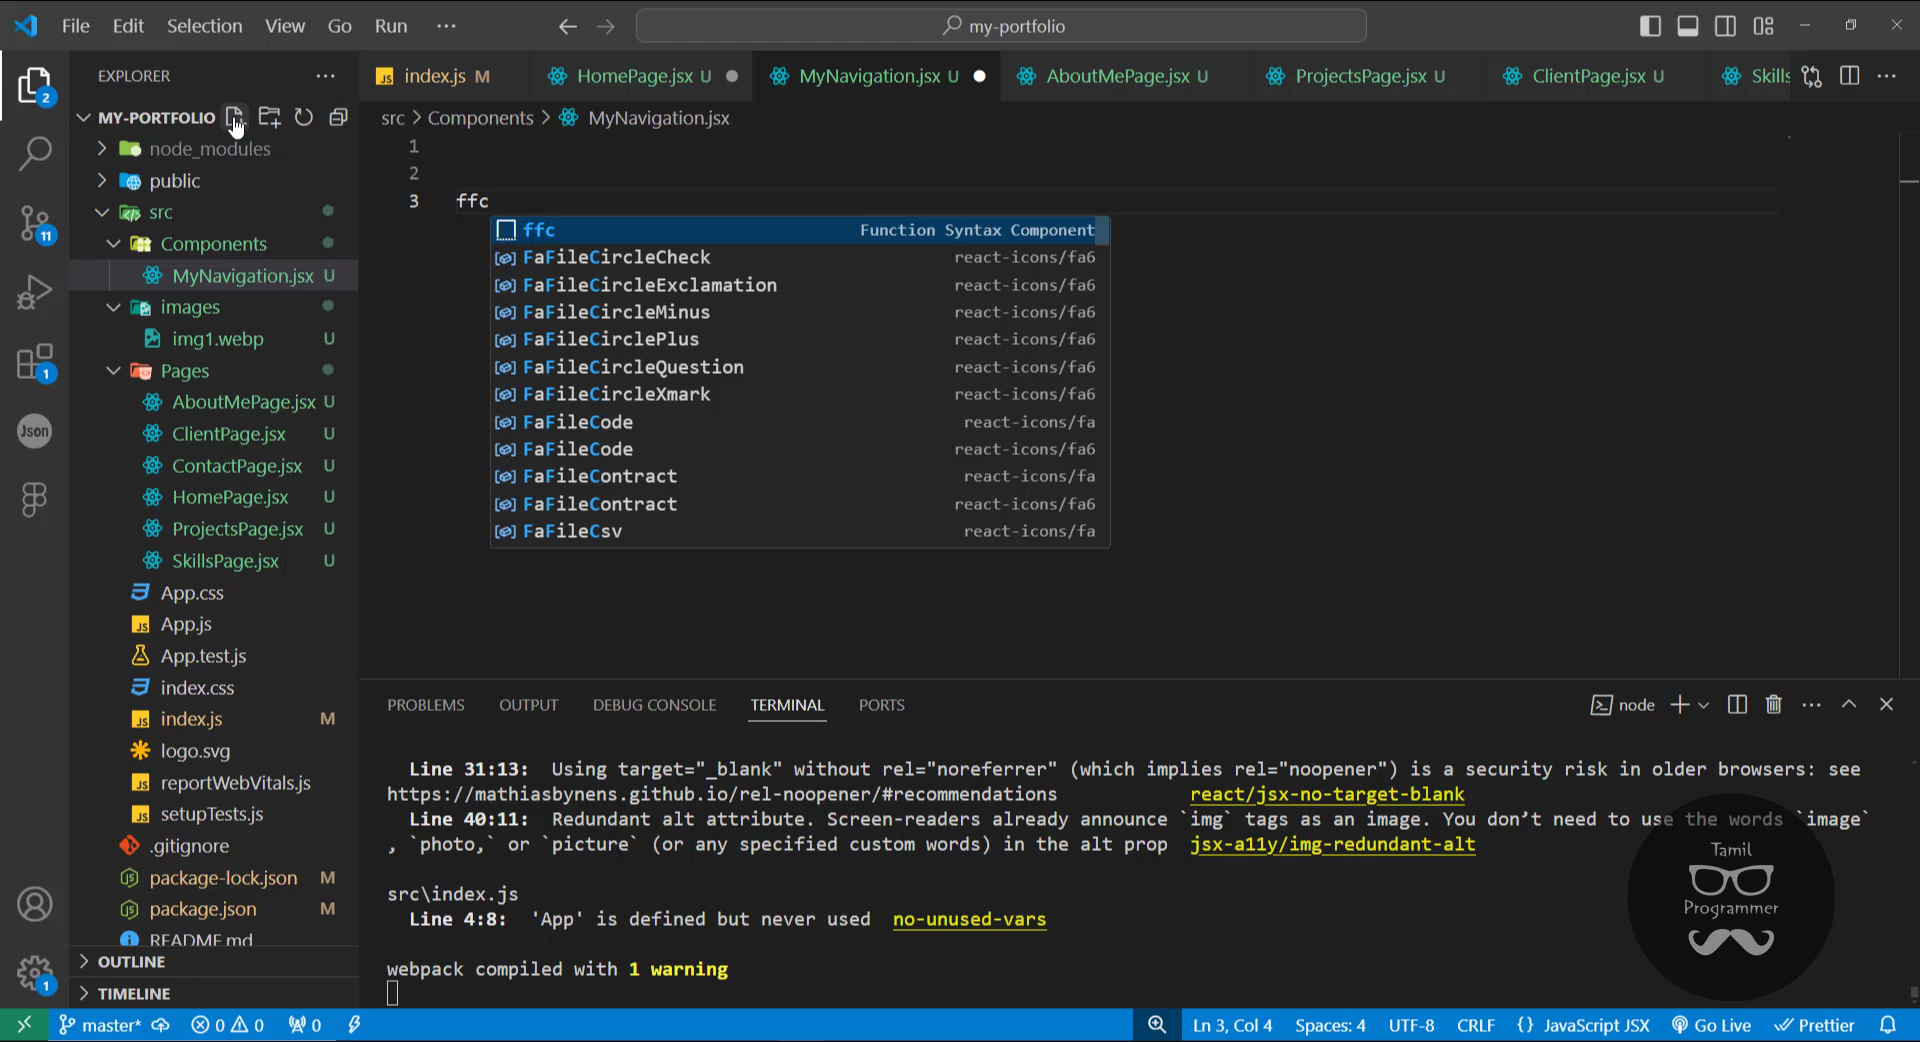 File Edit Selection View Go Run ··· my-portfolio
EXPLORER ···
MY-PORTFOLIO
node_modules
public
src
Components
MyNavigation.jsx U
images
img1.webp U
Pages
AboutMePage.jsx U
ClientPage.jsx U
ContactPage.jsx U
HomePage.jsx U
ProjectsPage.jsx U
SkillsPage.jsx U
App.css
App.js
App.test.js
index.css
index.js M
logo.svg
reportWebVitals.js
setupTests.js
.gitignore
package-lock.json M
package.json M
README.md
OUTLINE
TIMELINE
2
11
1
Json
1
index.js M HomePage.jsx U MyNavigation.jsx U AboutMePage.jsx U ProjectsPage.jsx U ClientPage.jsx U Skills
src > Components > MyNavigation.jsx
1
2
3 ffc
ffc Function Syntax Component
FaFileCircleCheck react-icons/fa6
FaFileCircleExclamation react-icons/fa6
FaFileCircleMinus react-icons/fa6
FaFileCirclePlus react-icons/fa6
FaFileCircleQuestion react-icons/fa6
FaFileCircleXmark react-icons/fa6
FaFileCode react-icons/fa
FaFileCode react-icons/fa6
FaFileContract react-icons/fa
FaFileContract react-icons/fa6
FaFileCsv react-icons/fa
PROBLEMS OUTPUT DEBUG CONSOLE TERMINAL PORTS node
Line 31:13: Using target="_blank" without rel="noreferrer" (which implies rel="noopener") is a security risk in older browsers: see
https://mathiasbynens.github.io/rel-noopener/#recommendations react/jsx-no-target-blank
Line 40:11: Redundant alt attribute. Screen-readers already announce `img` tags as an image. You don’t need to use the words `image`
, `photo,` or `picture` (or any specified custom words) in the alt prop jsx-a11y/img-redundant-alt
src\index.js
Line 4:8: 'App' is defined but never used no-unused-vars
webpack compiled with 1 warning
Tamil
Programmer
master* 0 0 0 Ln 3, Col 4 Spaces: 4 UTF-8 CRLF {} JavaScript JSX Go Live Prettier